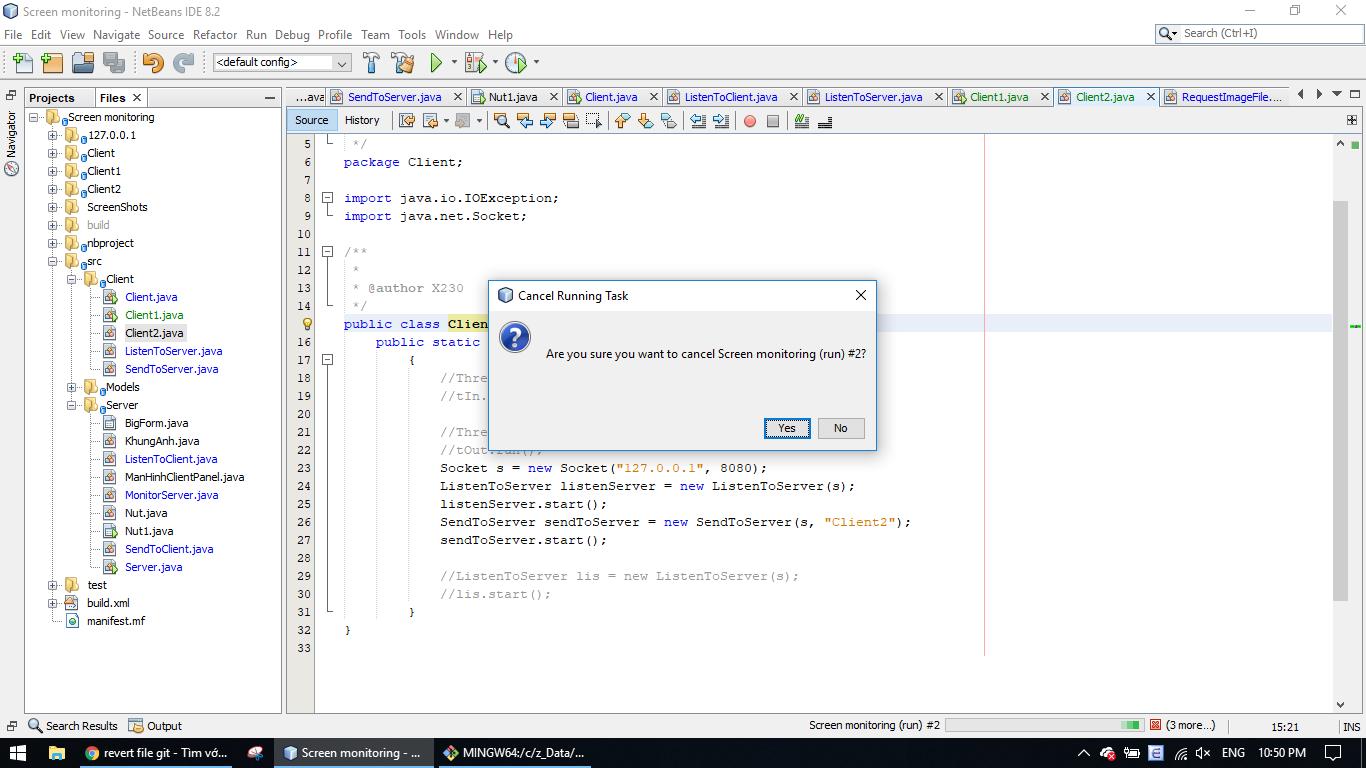 Screen monitoring - NetBeans IDE 8.2
File Edit View Navigate Source Refactor Run Debug Profile Team Tools Window Help
Search (Ctrl+I)
<default config>
Projects Files
...ava SendToServer.java Nut1.java Client.java ListenToClient.java ListenToServer.java Client1.java Client2.java RequestImageFile....
Navigator
Source History
Screen monitoring
127.0.0.1
Client
Client1
Client2
ScreenShots
build
nbproject
src
Client
Client.java
Client1.java
Client2.java
ListenToServer.java
SendToServer.java
Models
Server
BigForm.java
KhungAnh.java
ListenToClient.java
ManHinhClientPanel.java
MonitorServer.java
Nut.java
Nut1.java
SendToClient.java
Server.java
test
build.xml
manifest.mf
5 */
6 package Client;
7
8 import java.io.IOException;
9 import java.net.Socket;
10
11 /**
12 *
13 * @author X230
14 */
public class Clien
16 public static
17 {
18 //Thre
19 //tIn.
20
21 //Thre
22 //tOut.run();
23 Socket s = new Socket("127.0.0.1", 8080);
24 ListenToServer listenServer = new ListenToServer(s);
25 listenServer.start();
26 SendToServer sendToServer = new SendToServer(s, "Client2");
27 sendToServer.start();
28
29 //ListenToServer lis = new ListenToServer(s);
30 //lis.start();
31 }
32 }
33
Cancel Running Task
Are you sure you want to cancel Screen monitoring (run) #2?
Yes No
Search Results Output
Screen monitoring (run) #2 (3 more...) 15:21 INS
revert file git - Tìm vớ... Screen monitoring - ... MINGW64:/c/z_Data/... ENG 10:50 PM